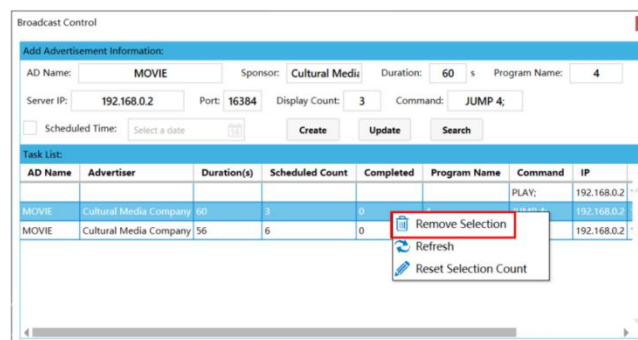 Broadcast Control
Add Advertisement Information:
AD Name: MOVIE Sponsor: Cultural Media Duration: 60 s Program Name: 4
Server IP: 192.168.0.2 Port: 16384 Display Count: 3 Command: JUMP 4;
Scheduled Time: Select a date Create Update Search
Task List:
AD Name Advertiser Duration(s) Scheduled Count Completed Program Name Command IP
PLAY; 192.168.0.2
MOVIE Cultural Media Company 60 3 0 192.168.0.2
MOVIE Cultural Media Company 56 6 0 192.168.0.2
Remove Selection
Refresh
Reset Selection Count